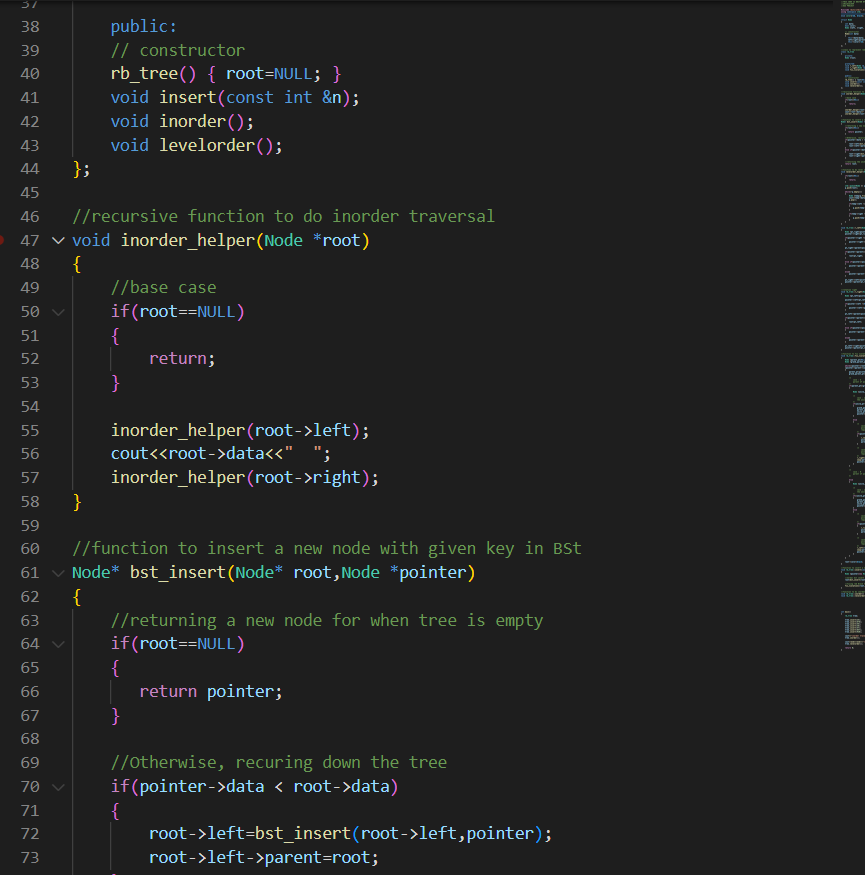 37
38 public:
39 // constructor
40 rb_tree() { root=NULL; }
41 void insert(const int &n);
42 void inorder();
43 void levelorder();
44 };
45
46 //recursive function to do inorder traversal
47 void inorder_helper(Node *root)
48 {
49 //base case
50 if(root==NULL)
51 {
52 return;
53 }
54
55 inorder_helper(root->left);
56 cout<<root->data<<"  ";
57 inorder_helper(root->right);
58 }
59
60 //function to insert a new node with given key in BSt
61 Node* bst_insert(Node* root,Node *pointer)
62 {
63 //returning a new node for when tree is empty
64 if(root==NULL)
65 {
66 return pointer;
67 }
68
69 //Otherwise, recuring down the tree
70 if(pointer->data < root->data)
71 {
72 root->left=bst_insert(root->left,pointer);
73 root->left->parent=root;